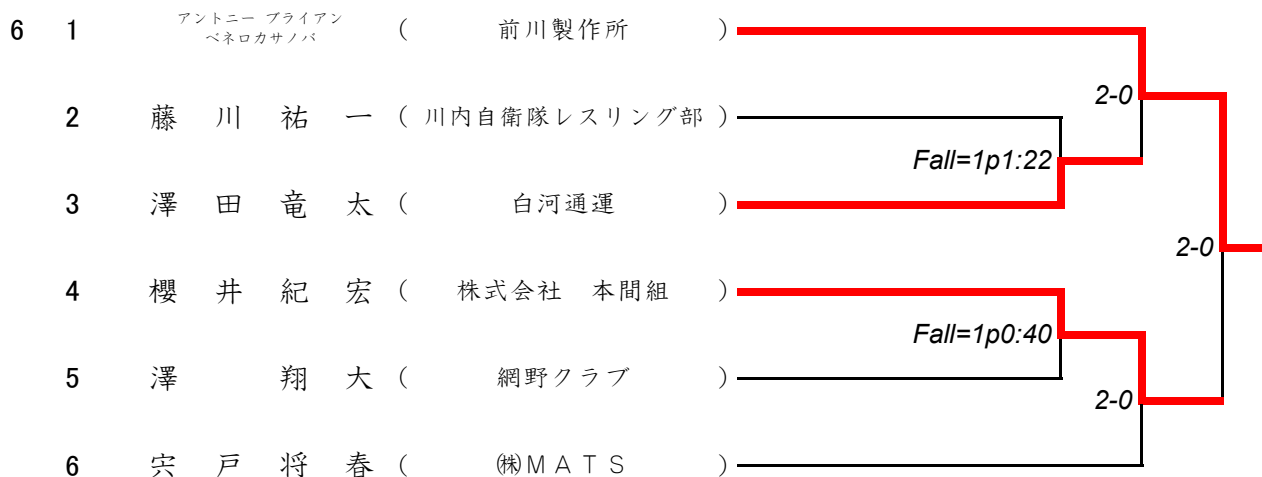 6 1 アントニー ブライアン ベネロカサノバ ( 前川製作所 )
2-0
2 藤川祐一 ( 川内自衛隊レスリング部 )
Fall=1p1:22
3 澤田竜太 ( 白河通運 )
2-0
4 櫻井紀宏 ( 株式会社 本間組 )
Fall=1p0:40
5 澤 翔大 ( 網野クラブ )
2-0
6 宍戸将春 ( ㈱ＭＡＴＳ )